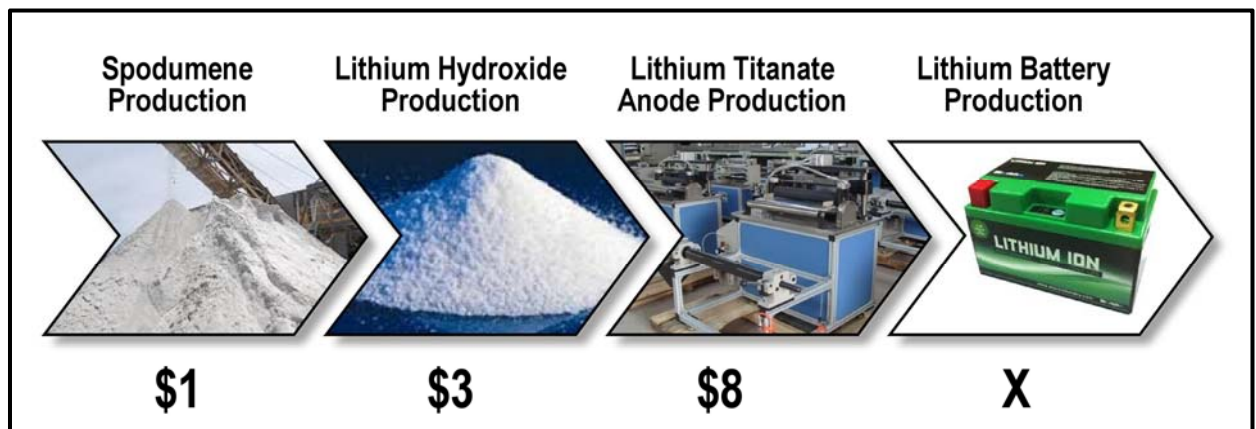 Spodumene
Production
Lithium Hydroxide
Production
Lithium Titanate
Anode Production
Lithium Battery
Production
LITHIUM ION
$1
$3
$8
X